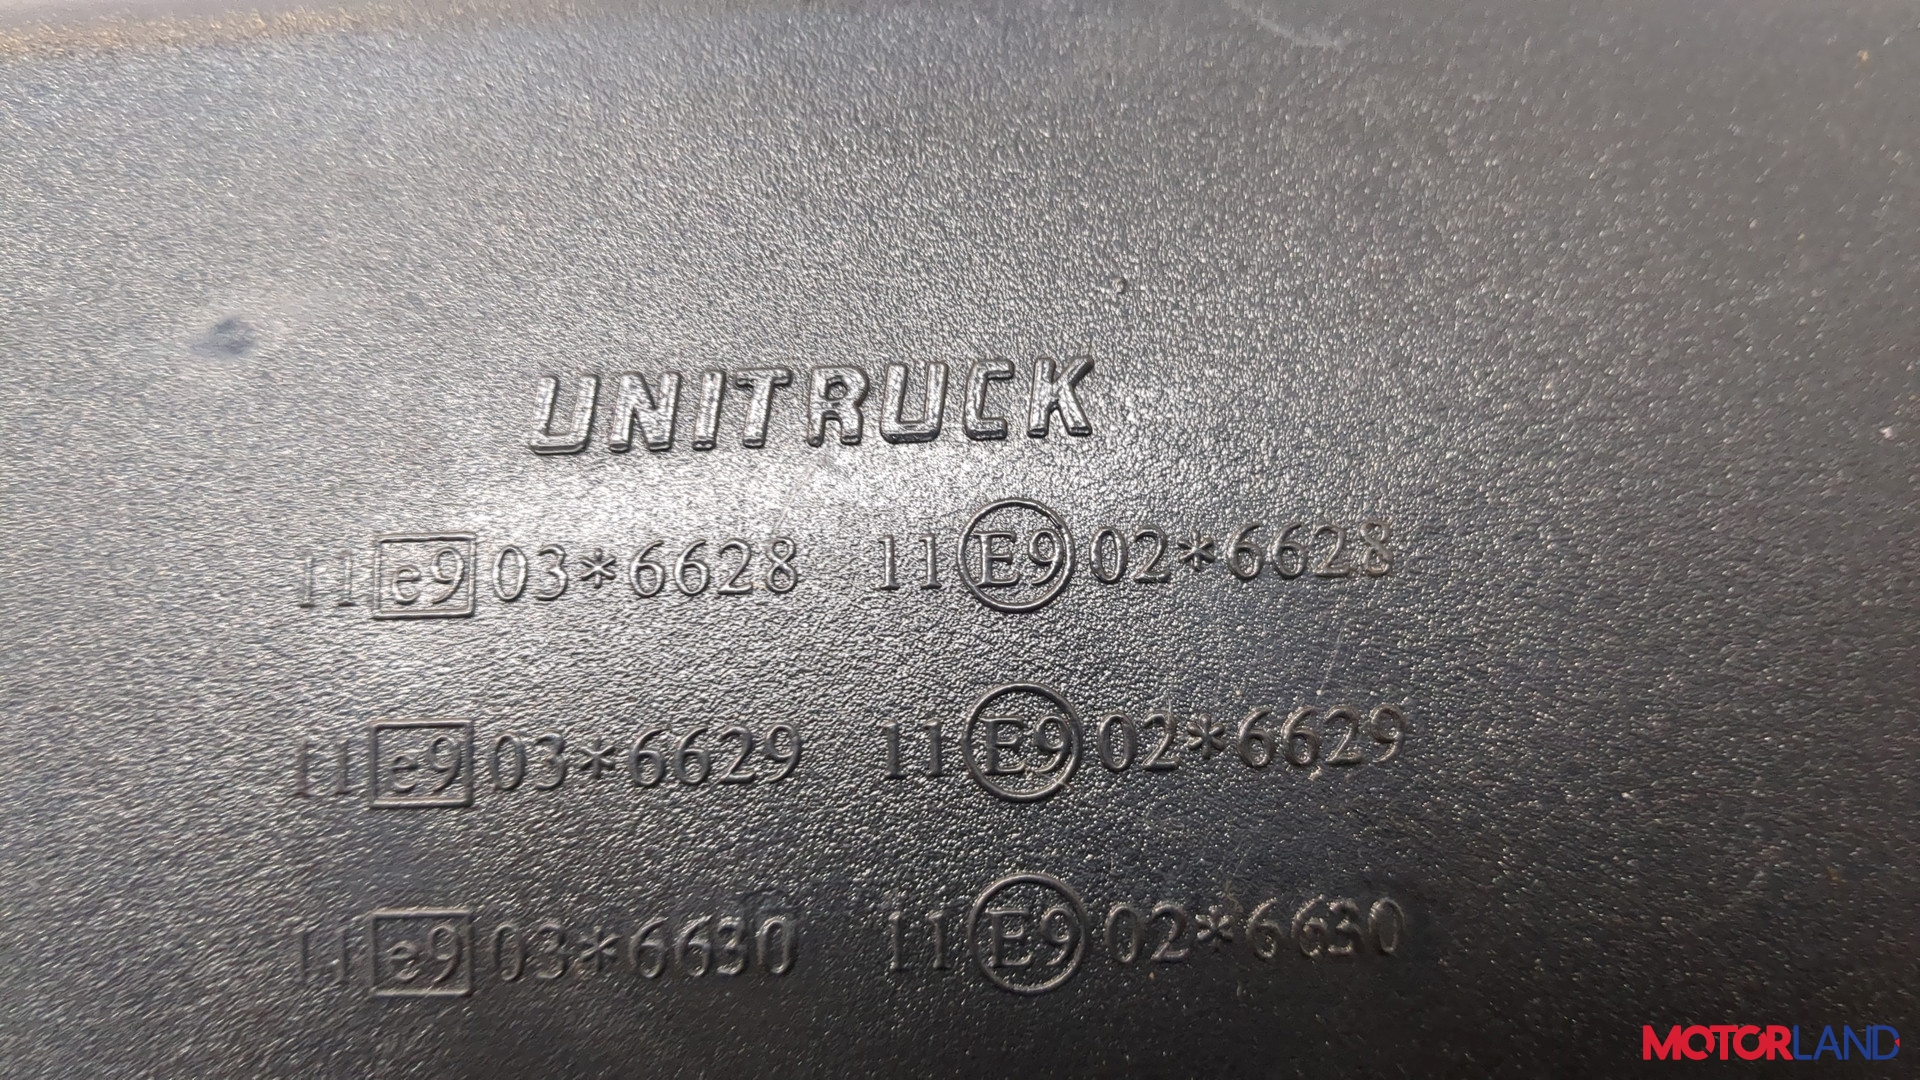 UNITRUCK
11 e9 03*6628 11 E9 02*6628
11 e9 03*6629 11 E9 02*6629
11 e9 03*6630 11 E9 02*6630
MOTORLAND